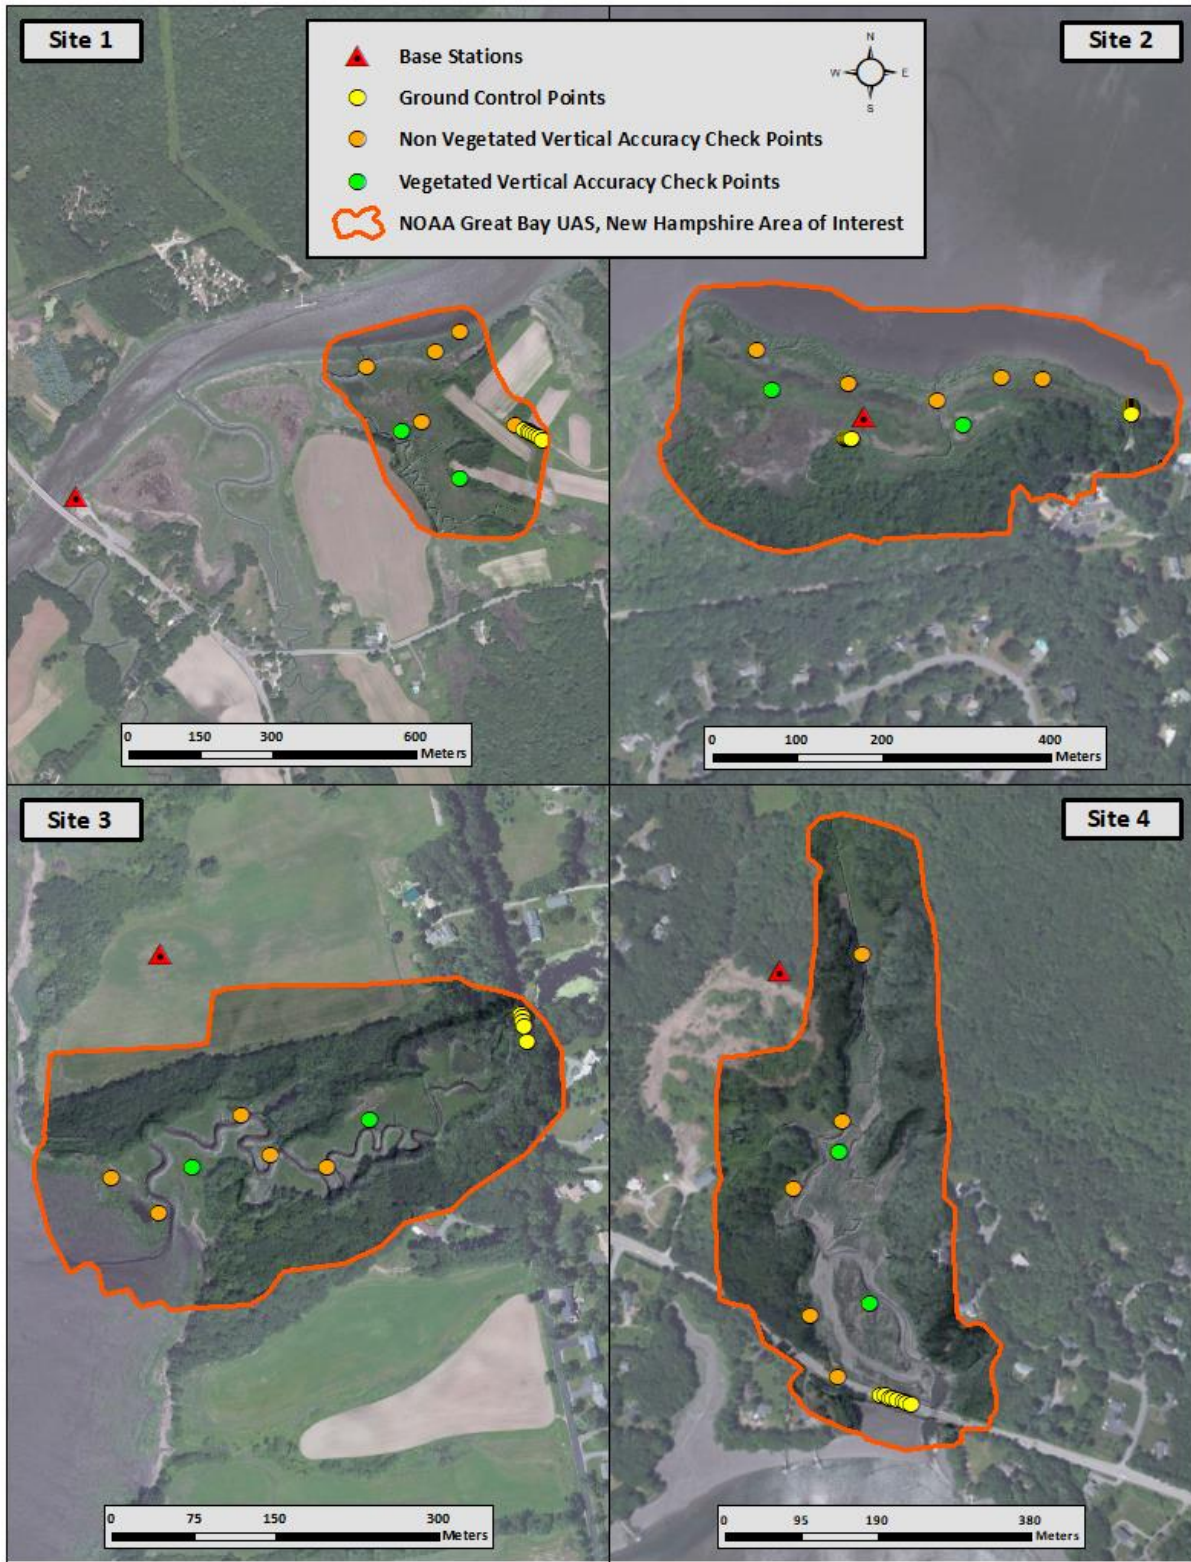 Site 1
Site 2
Base Stations
Ground Control Points
Non Vegetated Vertical Accuracy Check Points
Vegetated Vertical Accuracy Check Points
NOAA Great Bay UAS, New Hampshire Area of Interest
N
W E
S
0 150 300 600
Meters
0 100 200 400
Meters
Site 3
Site 4
0 75 150 300
Meters
0 95 190 380
Meters